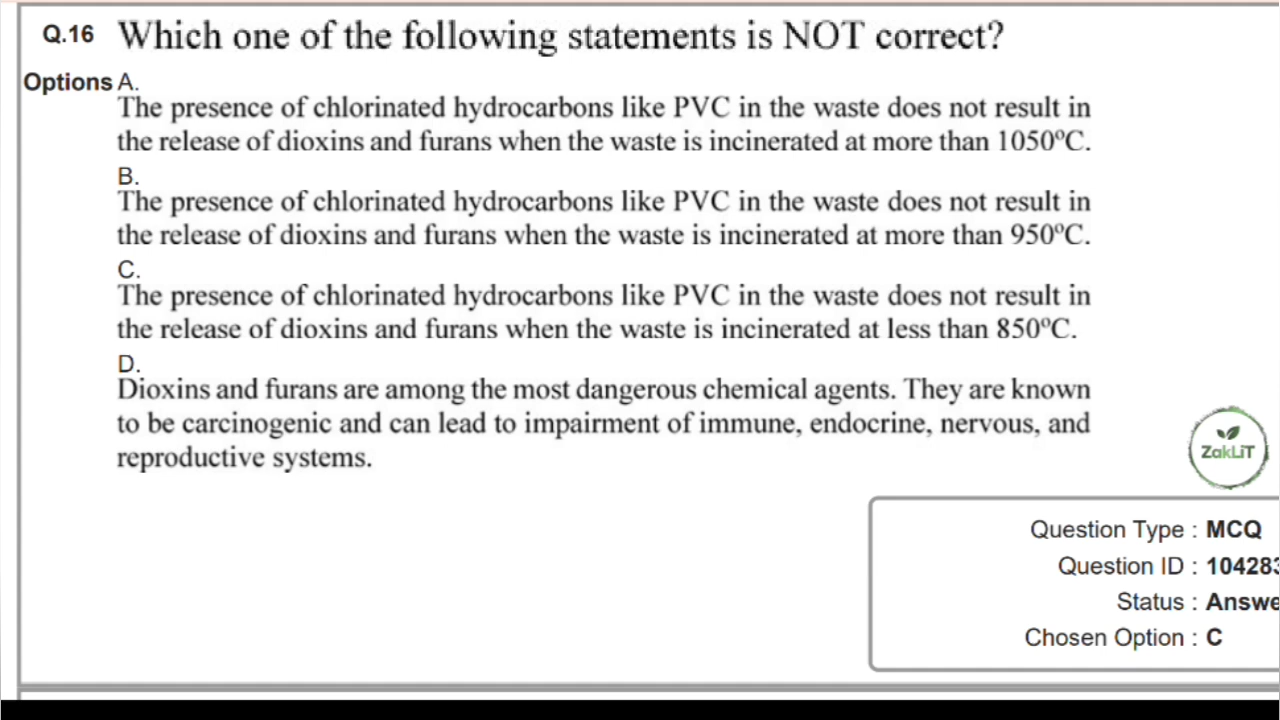 Q.16 Which one of the following statements is NOT correct?
Options A.
The presence of chlorinated hydrocarbons like PVC in the waste does not result in
the release of dioxins and furans when the waste is incinerated at more than 1050ºC.
B.
The presence of chlorinated hydrocarbons like PVC in the waste does not result in
the release of dioxins and furans when the waste is incinerated at more than 950ºC.
C.
The presence of chlorinated hydrocarbons like PVC in the waste does not result in
the release of dioxins and furans when the waste is incinerated at less than 850ºC.
D.
Dioxins and furans are among the most dangerous chemical agents. They are known
to be carcinogenic and can lead to impairment of immune, endocrine, nervous, and
reproductive systems.
ZakLiT
Question Type : MCQ
Question ID : 104283
Status : Answe
Chosen Option : C